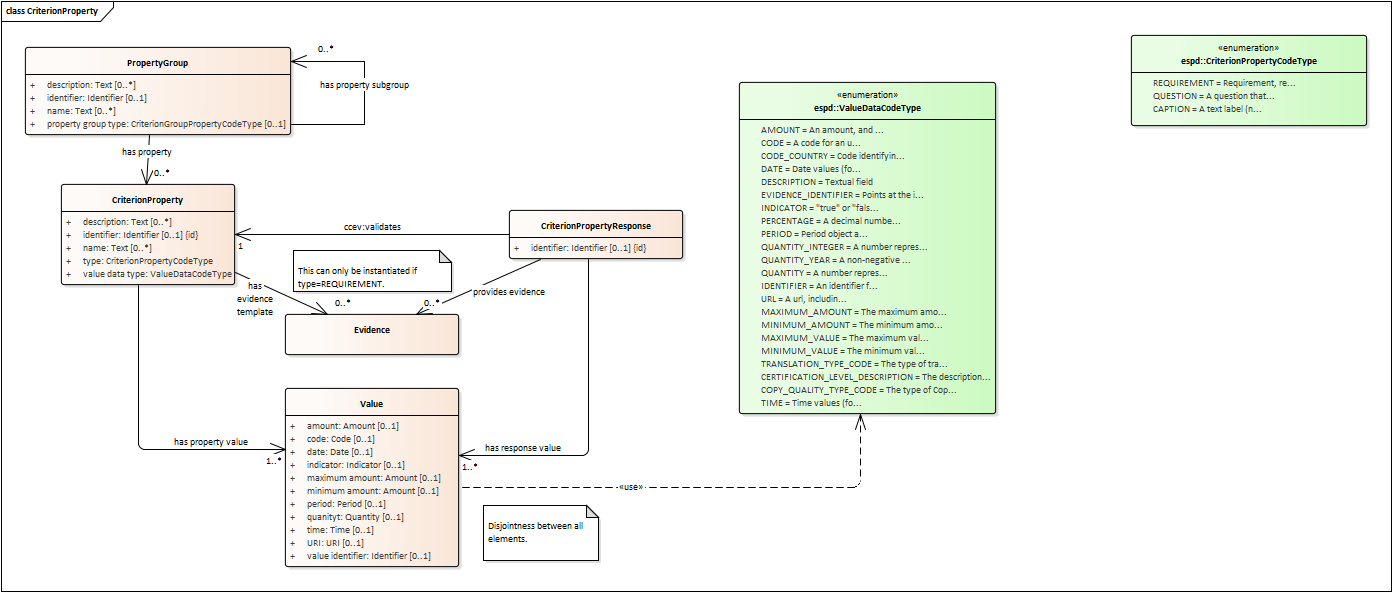 class CriterionProperty
PropertyGroup
+ description: Text [0..*]
+ identifier: Identifier [0..1]
+ name: Text [0..*]
+ property group type: CriterionGroupPropertyCodeType [0..1]
0..*
has property subgroup
has property
0..*
CriterionProperty
+ description: Text [0..*]
+ identifier: Identifier [0..1] {id}
+ name: Text [0..*]
+ type: CriterionPropertyCodeType
+ value data type: ValueDataCodeType
ccev:validates
1
CriterionPropertyResponse
+ identifier: Identifier [0..1] {id}
This can only be instantiated if
type=REQUIREMENT.
has
evidence
template
0..*
0..*
provides evidence
Evidence
Value
+ amount: Amount [0..1]
+ code: Code [0..1]
+ date: Date [0..1]
+ indicator: Indicator [0..1]
+ maximum amount: Amount [0..1]
+ minimum amount: Amount [0..1]
+ period: Period [0..1]
+ quanityt: Quantity [0..1]
+ time: Time [0..1]
+ URI: URI [0..1]
+ value identifier: Identifier [0..1]
has property value
1..*
has response value
1..*
«use»
Disjointness between all
elements.
«enumeration»
espd::ValueDataCodeType
AMOUNT = An amount, and ...
CODE = A code for an u...
CODE_COUNTRY = Code identifyin...
DATE = Date values (fo...
DESCRIPTION = Textual field
EVIDENCE_IDENTIFIER = Points at the i...
INDICATOR = "true" or "fals...
PERCENTAGE = A decimal numbe...
PERIOD = Period object a...
QUANTITY_INTEGER = A number repres...
QUANTITY_YEAR = A non-negative ...
QUANTITY = A number repres...
IDENTIFIER = An identifier f...
URL = A url, includin...
MAXIMUM_AMOUNT = The maximum amo...
MINIMUM_AMOUNT = The minimum amo...
MAXIMUM_VALUE = The maximum val...
MINIMUM_VALUE = The minimum val...
TRANSLATION_TYPE_CODE = The type of tra...
CERTIFICATION_LEVEL_DESCRIPTION = The description...
COPY_QUALITY_TYPE_CODE = The type of Cop...
TIME = Time values (fo...
«enumeration»
espd::CriterionPropertyCodeType
REQUIREMENT = Requirement, re...
QUESTION = A question that...
CAPTION = A text label (n...